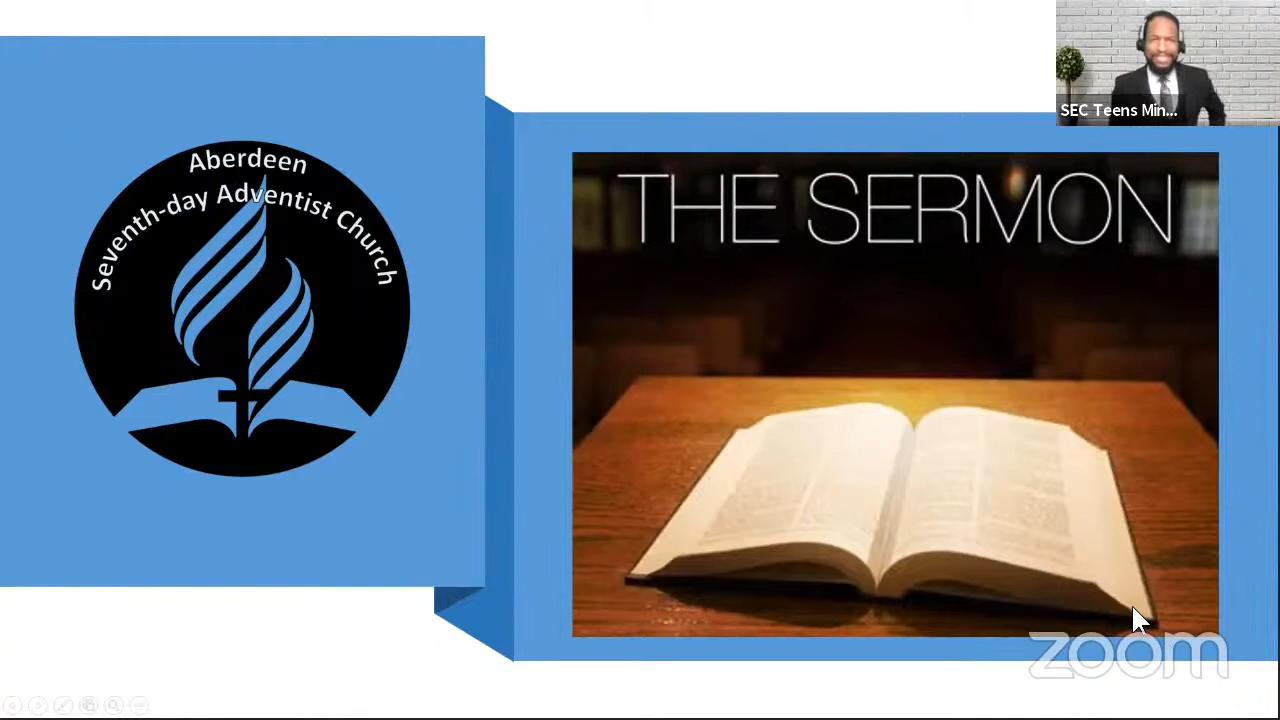 Aberdeen
Seventh-day Adventist Church
THE SERMON
SEC Teens Min...
zoom